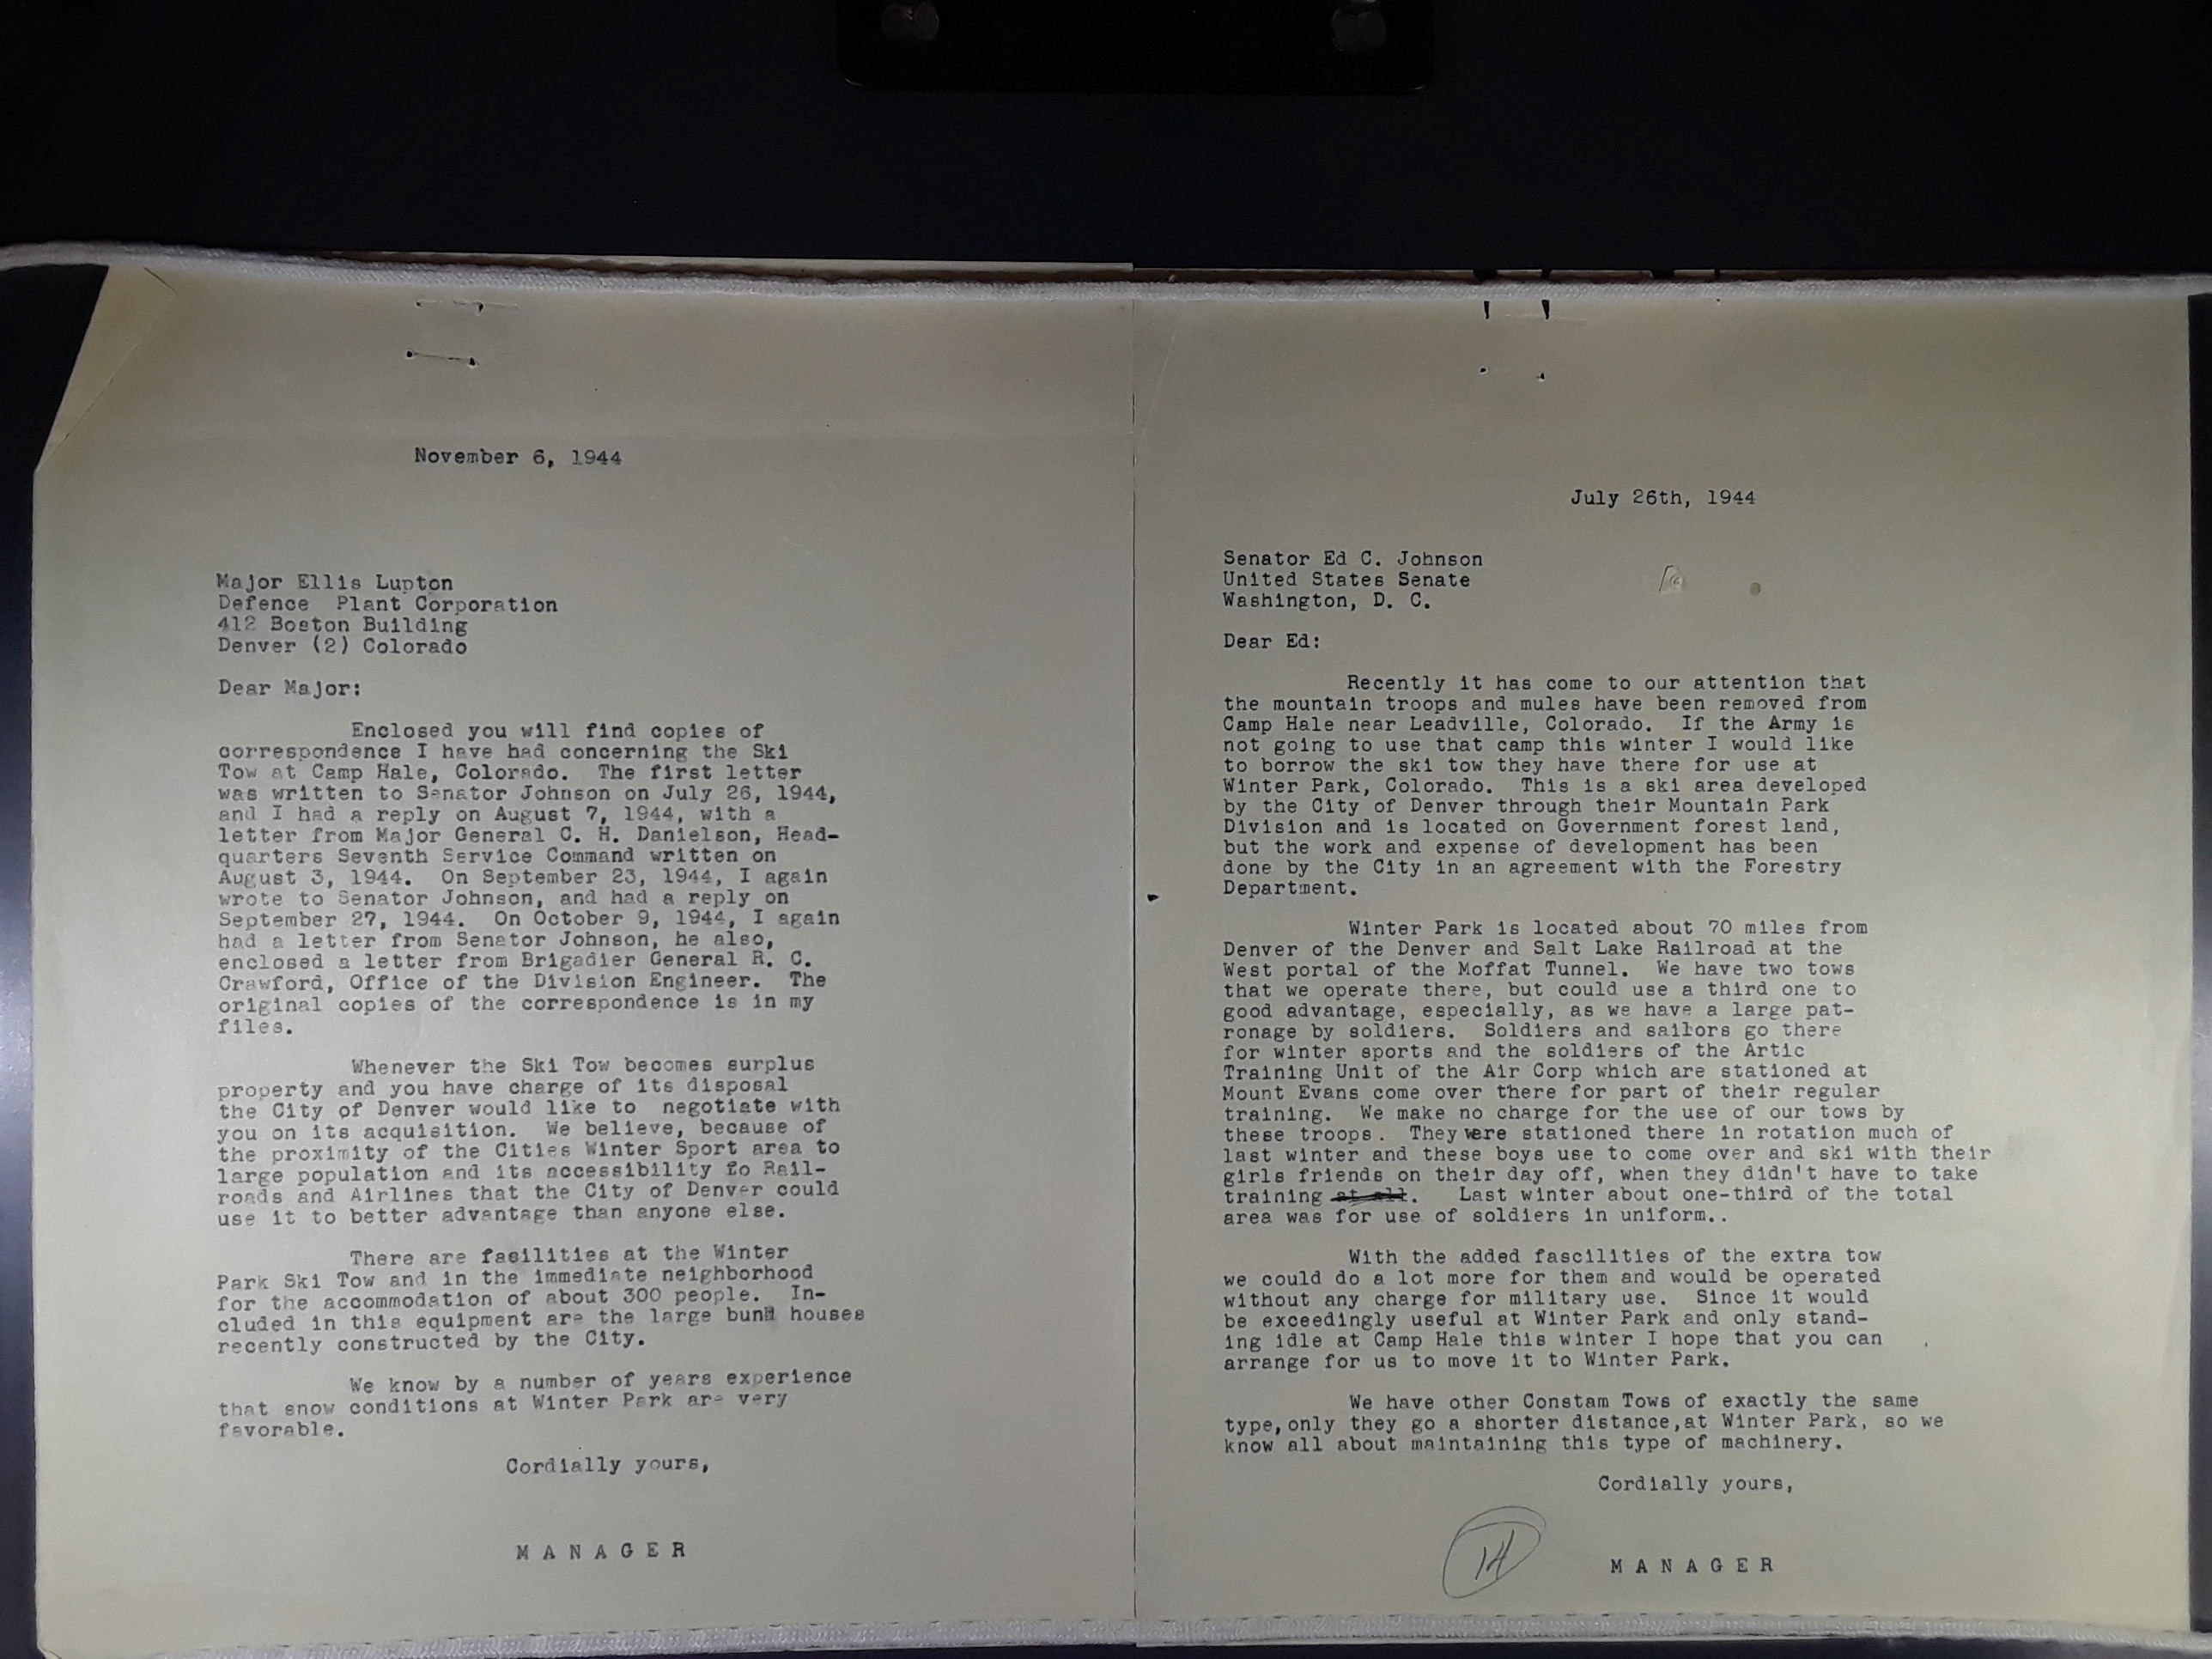 November 6, 1944
Major Ellis Lupton
Defence Plant Corporation
412 Boston Building
Denver (2) Colorado
Dear Major:
Enclosed you will find copies of
correspondence I have had concerning the Ski
Tow at Camp Hale, Colorado. The first letter
was written to Senator Johnson on July 26, 1944,
and I had a reply on August 7, 1944, with a
letter from Major General C. H. Danielson, Head-
quarters Seventh Service Command written on
August 3, 1944. On September 23, 1944, I again
wrote to Senator Johnson, and had a reply on
September 27, 1944. On October 9, 1944, I again
had a letter from Senator Johnson, he also,
enclosed a letter from Brigadier General R. C.
Crawford, Office of the Division Engineer. The
original copies of the correspondence is in my
files.
Whenever the Ski Tow becomes surplus
property and you have charge of its disposal
the City of Denver would like to negotiate with
you on its acquisition. We believe, because of
the proximity of the Cities Winter Sport area to
large population and its accessibility to Rail-
roads and Airlines that the City of Denver could
use it to better advantage than anyone else.
There are facilities at the Winter
Park Ski Tow and in the immediate neighborhood
for the accommodation of about 300 people. In-
cluded in this equipment are the large bunk houses
recently constructed by the City.
We know by a number of years experience
that snow conditions at Winter Park are very
favorable.
Cordially yours,
M A N A G E R
July 26th, 1944
Senator Ed C. Johnson
United States Senate
Washington, D. C.
Dear Ed:
Recently it has come to our attention that
the mountain troops and mules have been removed from
Camp Hale near Leadville, Colorado. If the Army is
not going to use that camp this winter I would like
to borrow the ski tow they have there for use at
Winter Park, Colorado. This is a ski area developed
by the City of Denver through their Mountain Park
Division and is located on Government forest land,
but the work and expense of development has been
done by the City in an agreement with the Forestry
Department.
Winter Park is located about 70 miles from
Denver of the Denver and Salt Lake Railroad at the
West portal of the Moffat Tunnel. We have two tows
that we operate there, but could use a third one to
good advantage, especially, as we have a large pat-
ronage by soldiers. Soldiers and sailors go there
for winter sports and the soldiers of the Artic
Training Unit of the Air Corp which are stationed at
Mount Evans come over there for part of their regular
training. We make no charge for the use of our tows by
these troops. They were stationed there in rotation much of
last winter and these boys use to come over and ski with their
girls friends on their day off, when they didn't have to take
training at all. Last winter about one-third of the total
area was for use of soldiers in uniform..
With the added fascilities of the extra tow
we could do a lot more for them and would be operated
without any charge for military use. Since it would
be exceedingly useful at Winter Park and only stand-
ing idle at Camp Hale this winter I hope that you can
arrange for us to move it to Winter Park.
We have other Constam Tows of exactly the same
type, only they go a shorter distance, at Winter Park, so we
know all about maintaining this type of machinery.
Cordially yours,
14
M A N A G E R